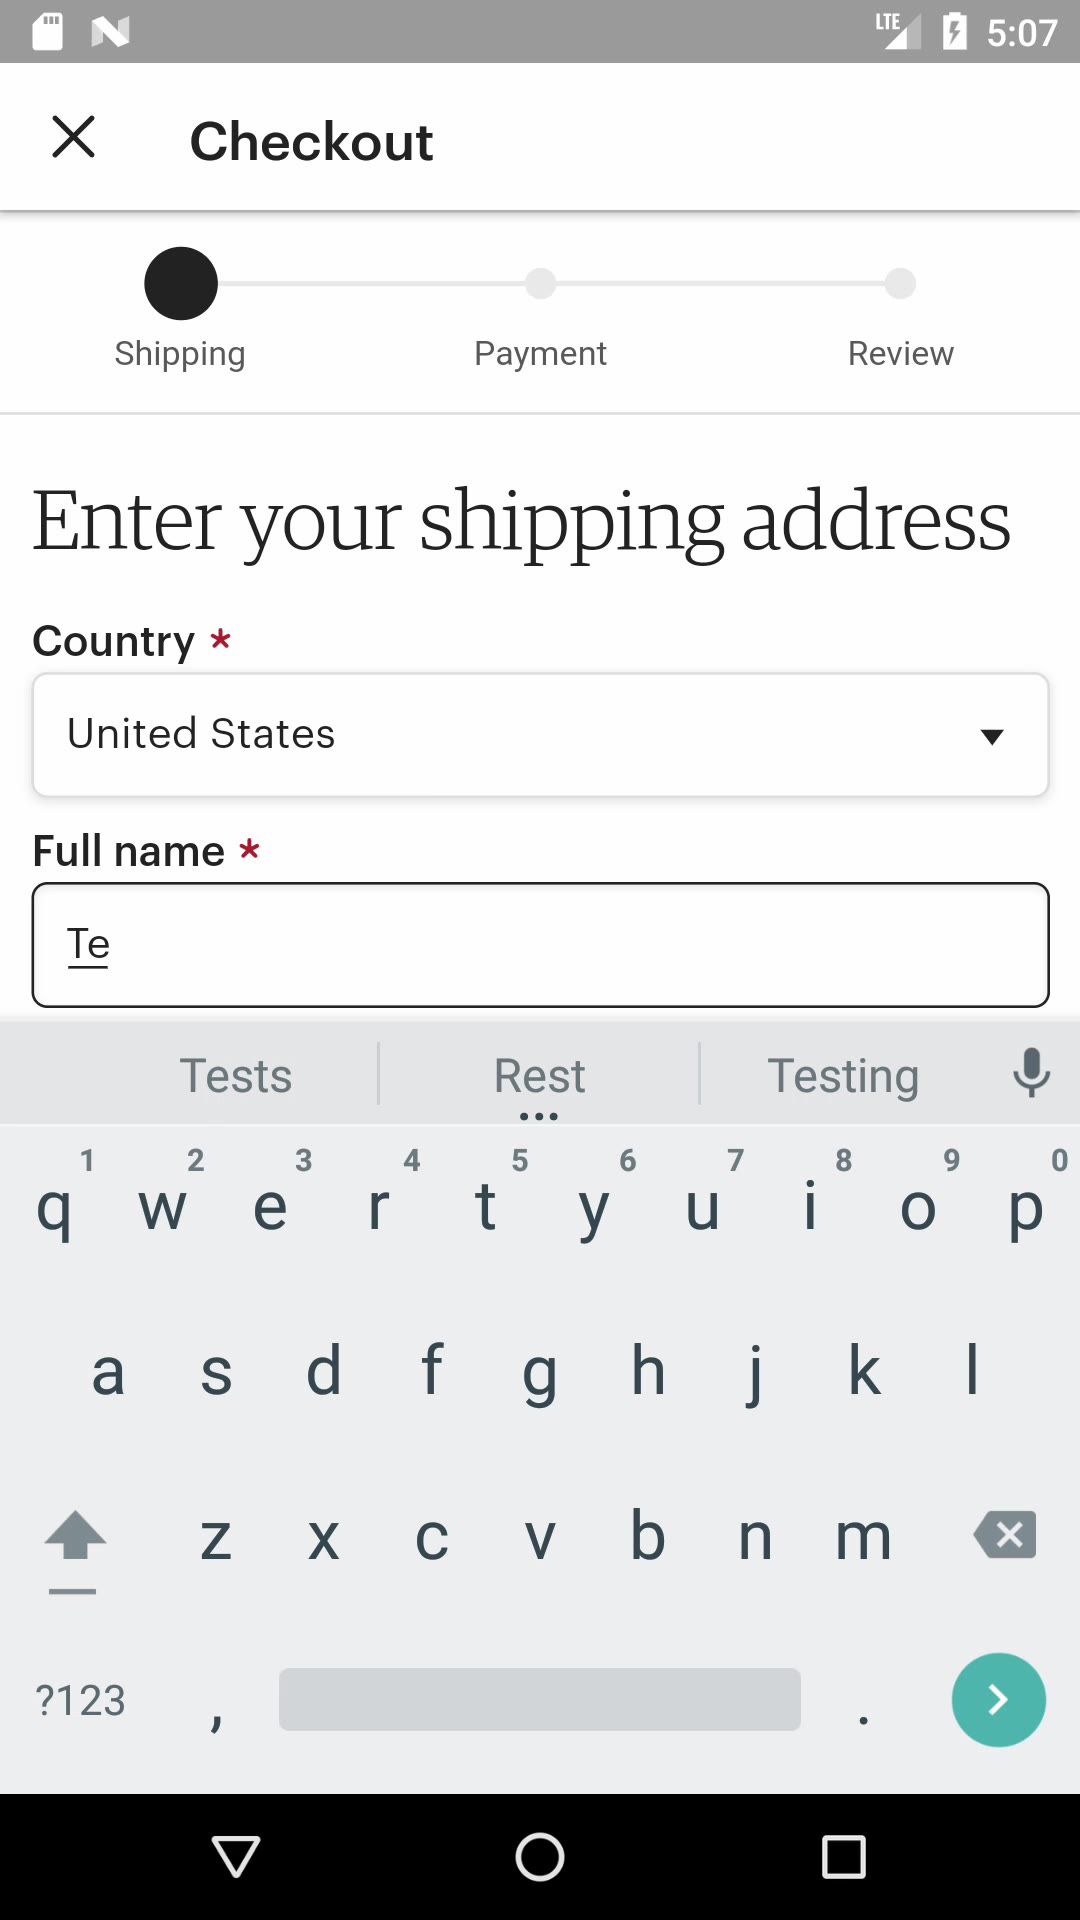 LTE 5:07
Checkout
Shipping Payment Review
Enter your shipping address
Country *
United States
Full name *
Te
Tests Rest Testing
1 2 3 4 5 6 7 8 9 0
q w e r t y u i o p
a s d f g h j k l
z x c v b n m
?123 , .